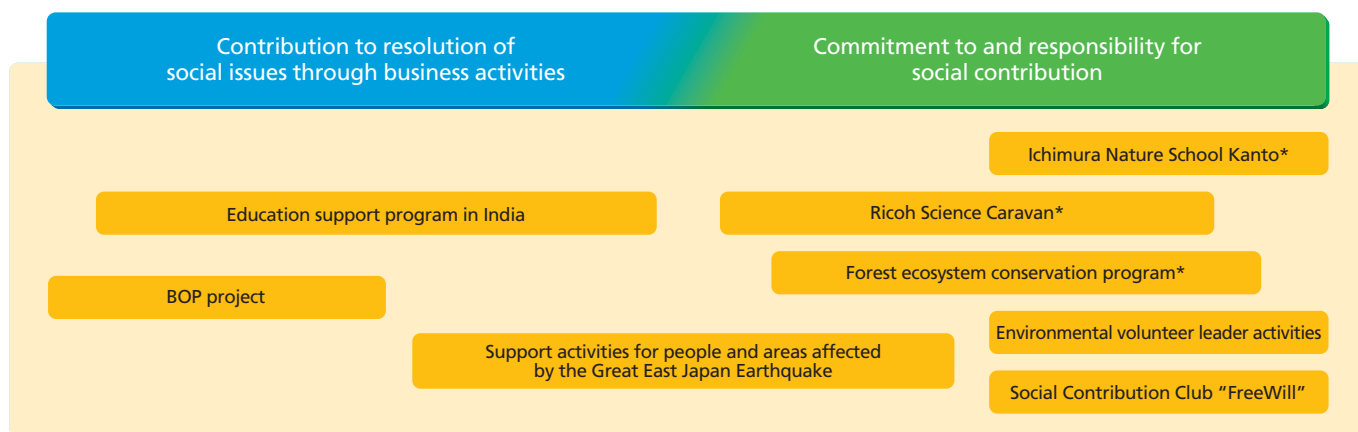 Contribution to resolution of
social issues through business activities
Commitment to and responsibility for
social contribution
Ichimura Nature School Kanto*
Education support program in India
Ricoh Science Caravan*
Forest ecosystem conservation program*
BOP project
Environmental volunteer leader activities
Support activities for people and areas affected
by the Great East Japan Earthquake
Social Contribution Club “FreeWill”